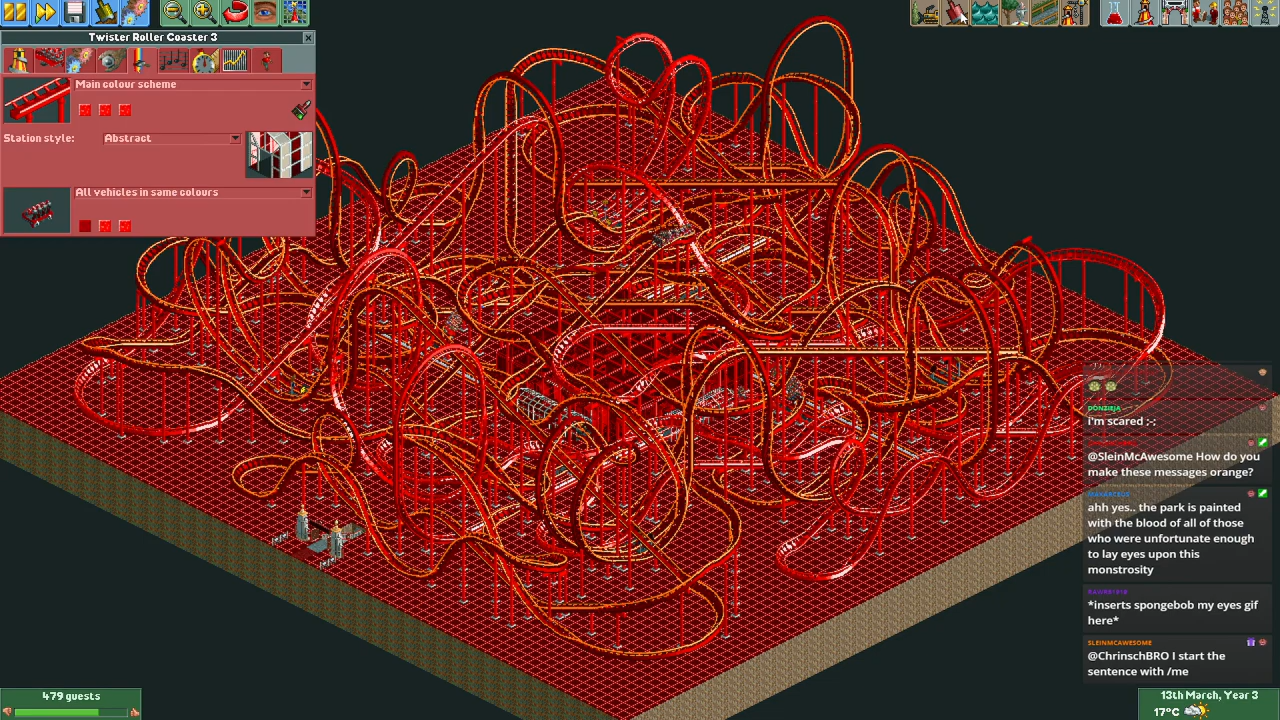 Twister Roller Coaster 3
Main colour scheme
Station style:
Abstract
All vehicles in same colours
DONZIEJA
i'm scared ;-;
@SleinMcAwesome How do you
make these messages orange?
ahh yes.. the park is painted
with the blood of all of those
who were unfortunate enough
to lay eyes upon this
monstrosity
*inserts spongebob my eyes gif
here*
SLEINMCAWESOME
@ChrinschBRO I start the
sentence with /me
479 guests
13th March, Year 3
17°C